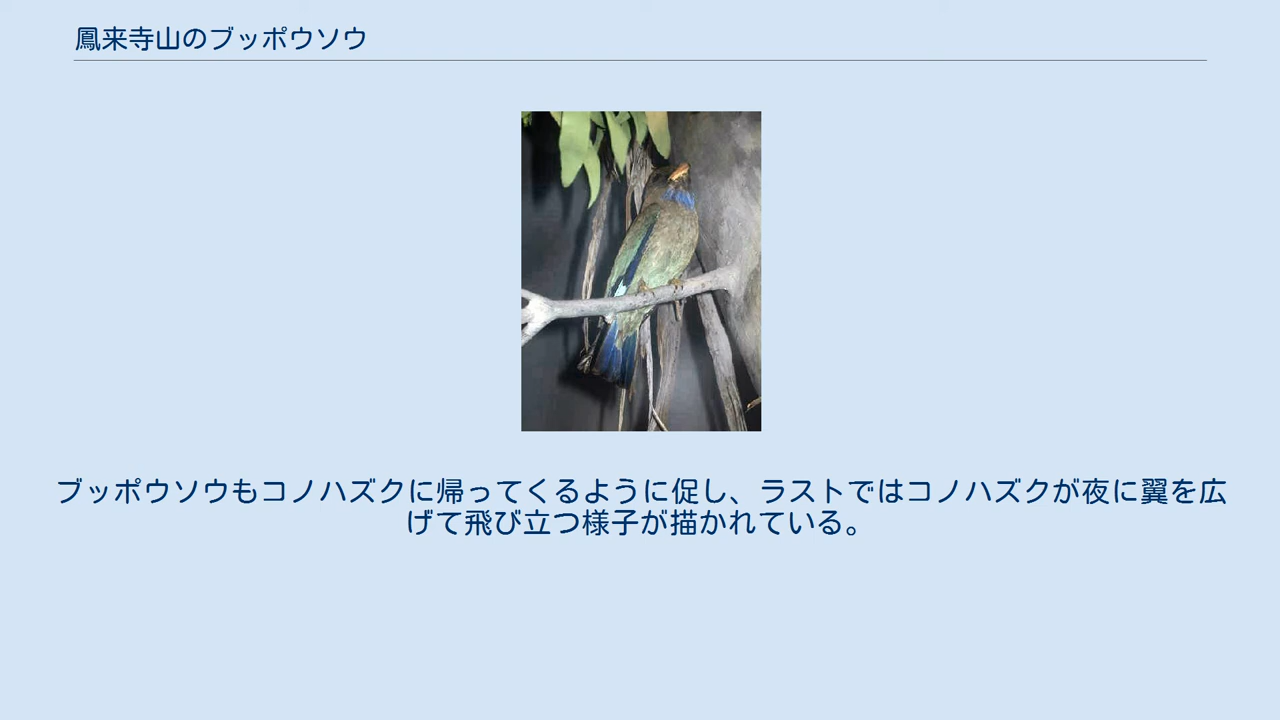 鳳来寺山のブッポウソウ
ブッポウソウもコノハズクに帰ってくるように促し、ラストではコノハズクが夜に翼を広
げて飛び立つ様子が描かれている。